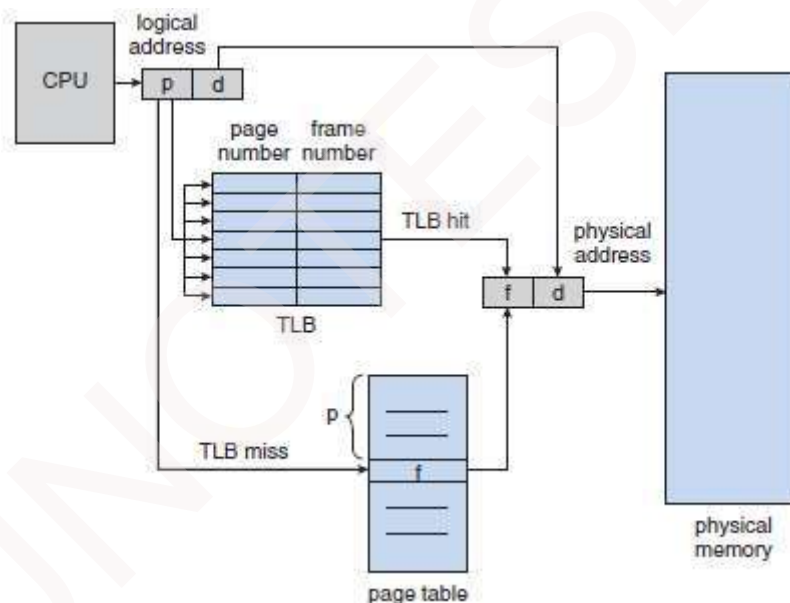 logical
address
CPU
p
d
page
number
frame
number
TLB hit
physical
address
f
d
TLB
p
TLB miss
f
physical
memory
page table